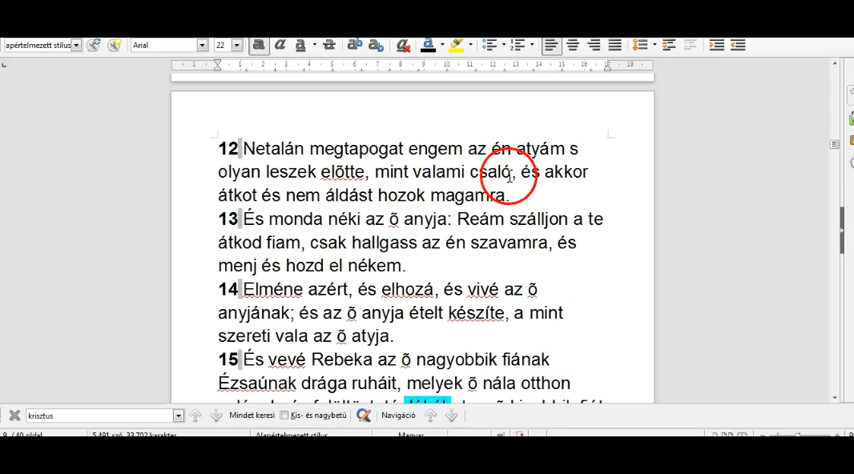 apértelmezett stílus Arial 22
12 Netalán megtapogat engem az én atyám s
olyan leszek elõtte, mint valami csaló, és akkor
átkot és nem áldást hozok magamra.
13 És monda néki az õ anyja: Reám szálljon a te
átkod fiam, csak hallgass az én szavamra, és
menj és hozd el nékem.
14 Elméne azért, és elhozá, és vivé az õ
anyjának; és az õ anyja ételt készíte, a mint
szereti vala az õ atyja.
15 És vevé Rebeka az õ nagyobbik fiának
Ézsaúnak drága ruháit, melyek õ nála otthon
krisztus Mindet keresi Kis- és nagybetű Navigáció